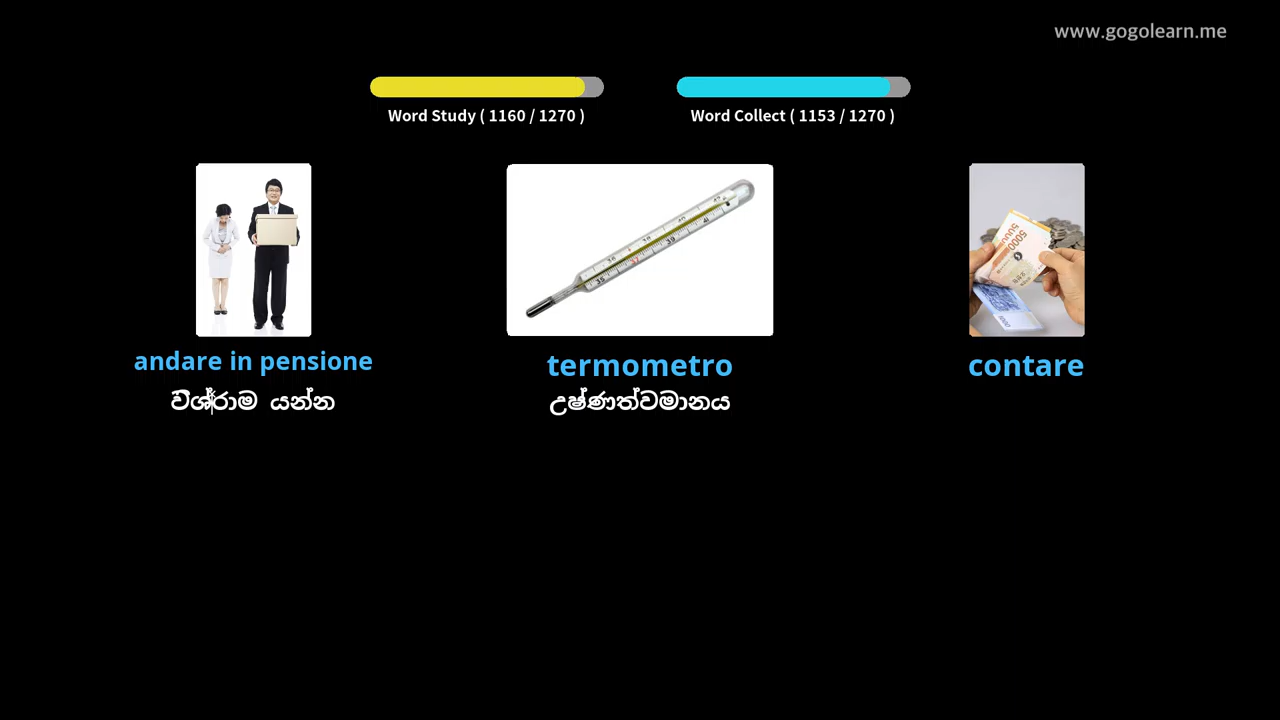 www.gogolearn.me
Word Study ( 1160 / 1270 )
Word Collect ( 1153 / 1270 )
andare in pensione
විශ්‍රාම යන්න
termometro
උෂ්ණත්වමානය
contare